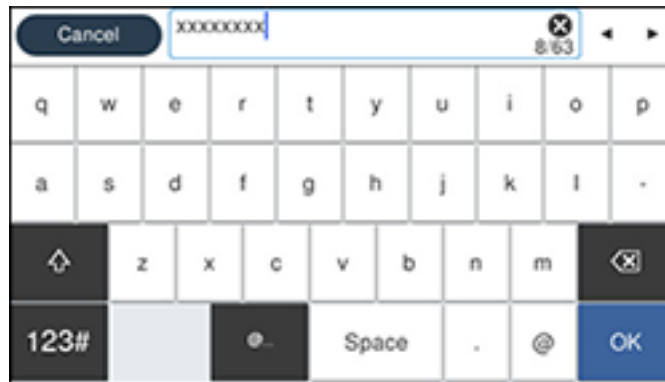 Cancel xxxxxxxx
8/63
q w e r t y u i o p
a s d f g h j k l -
z x c v b n m
123# @... Space . @ OK